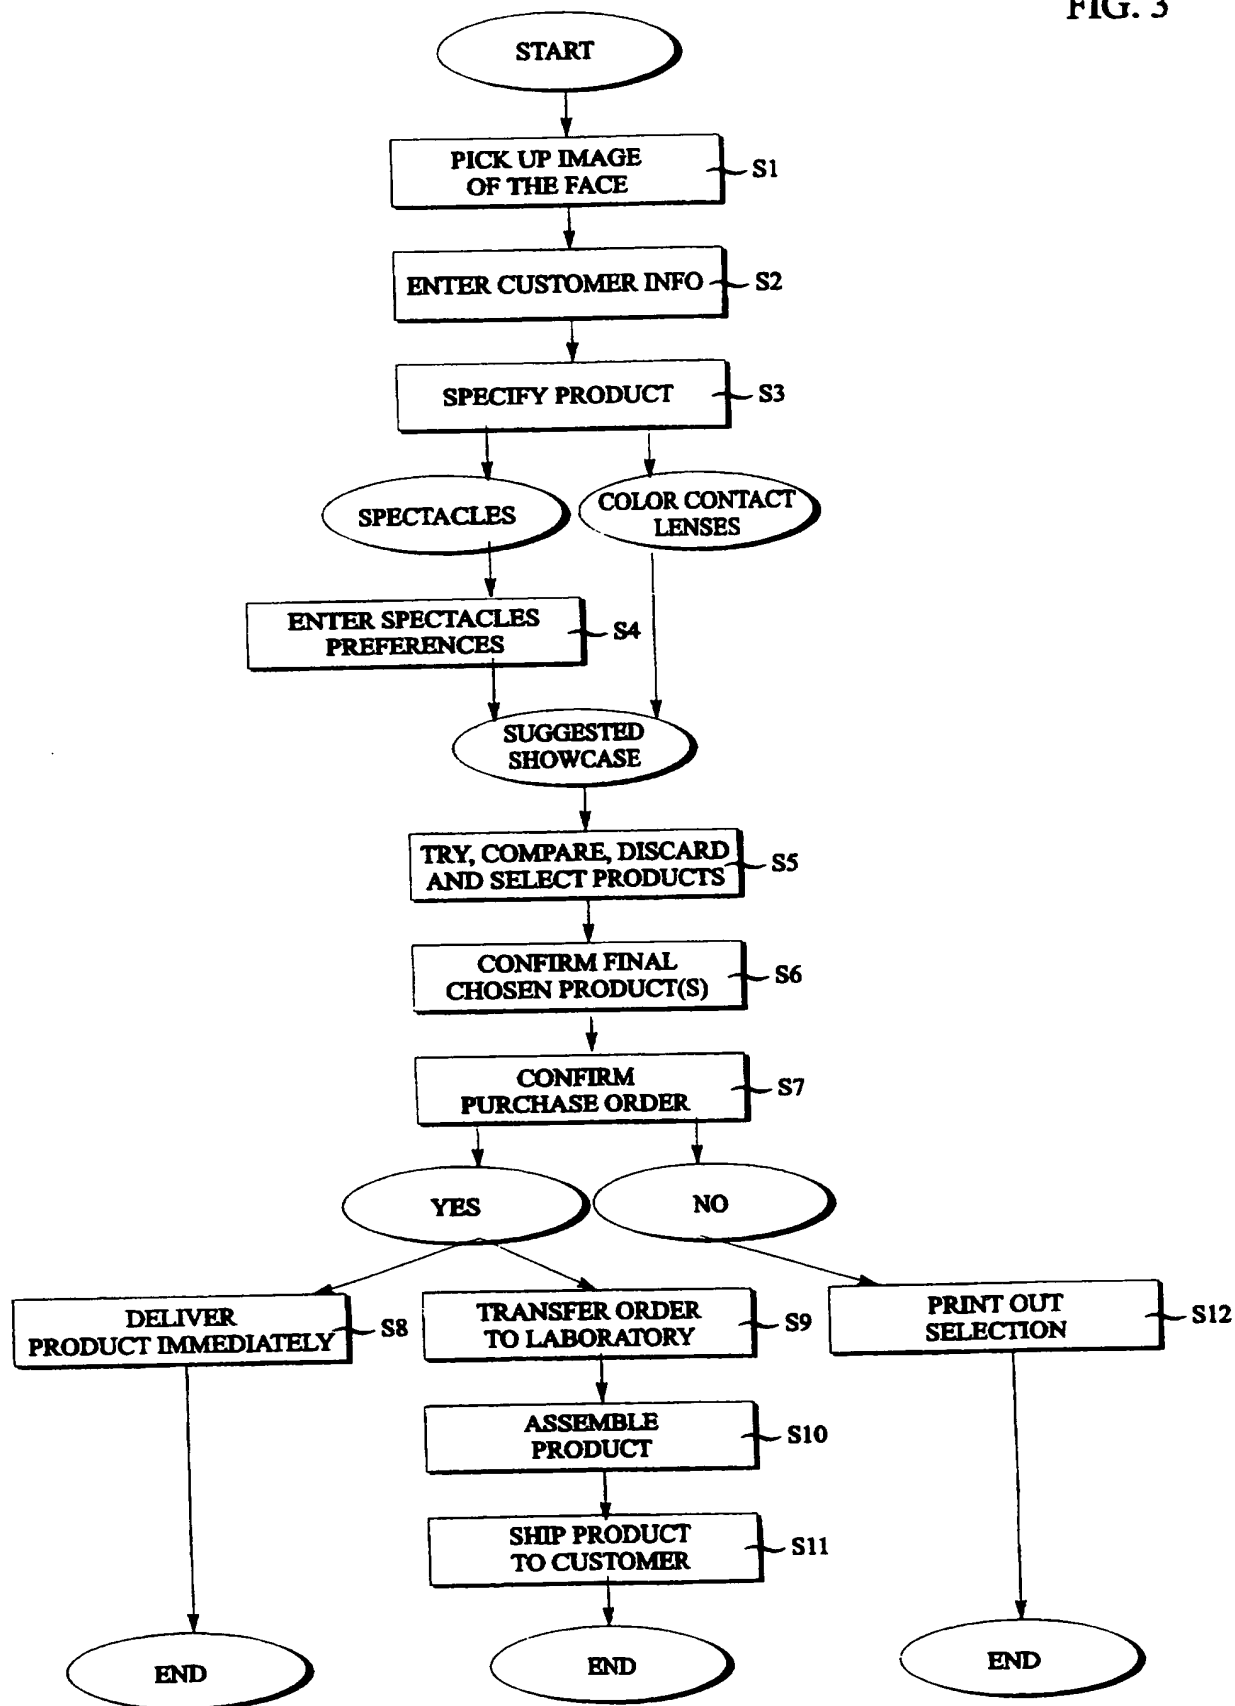 FIG. 3
START
PICK UP IMAGE
OF THE FACE
S1
ENTER CUSTOMER INFO
S2
SPECIFY PRODUCT
S3
SPECTACLES
COLOR CONTACT
LENSES
ENTER SPECTACLES
PREFERENCES
S4
SUGGESTED
SHOWCASE
TRY, COMPARE, DISCARD
AND SELECT PRODUCTS
S5
CONFIRM FINAL
CHOSEN PRODUCT(S)
S6
CONFIRM
PURCHASE ORDER
S7
YES
NO
DELIVER
PRODUCT IMMEDIATELY
S8
TRANSFER ORDER
TO LABORATORY
S9
PRINT OUT
SELECTION
S12
ASSEMBLE
PRODUCT
S10
SHIP PRODUCT
TO CUSTOMER
S11
END
END
END